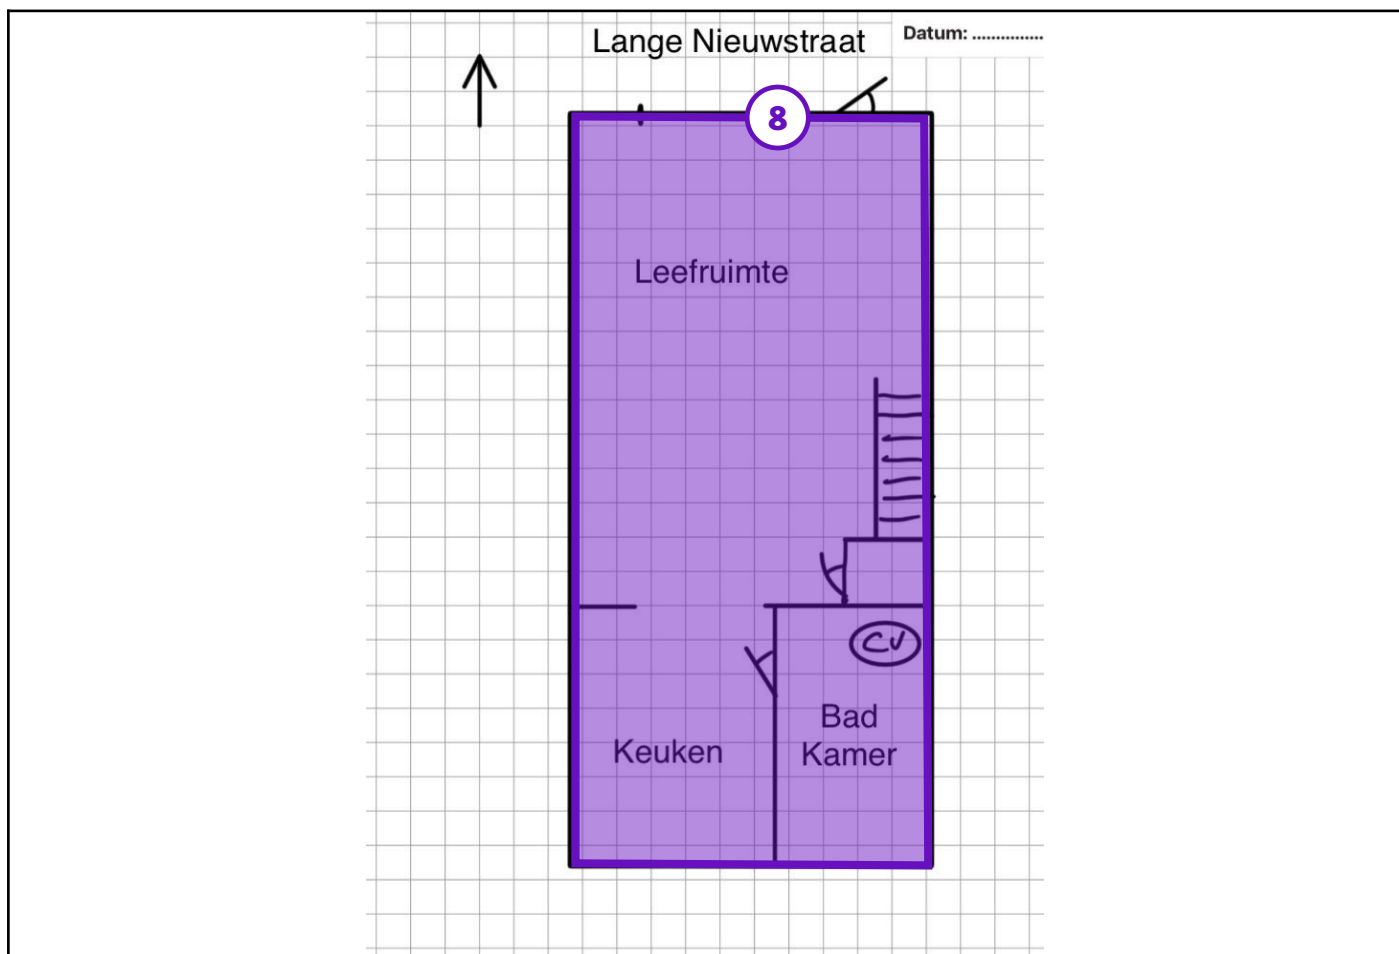 Lange Nieuwstraat
Datum: ...............
8
Leefruimte
CV
Bad
Kamer
Keuken